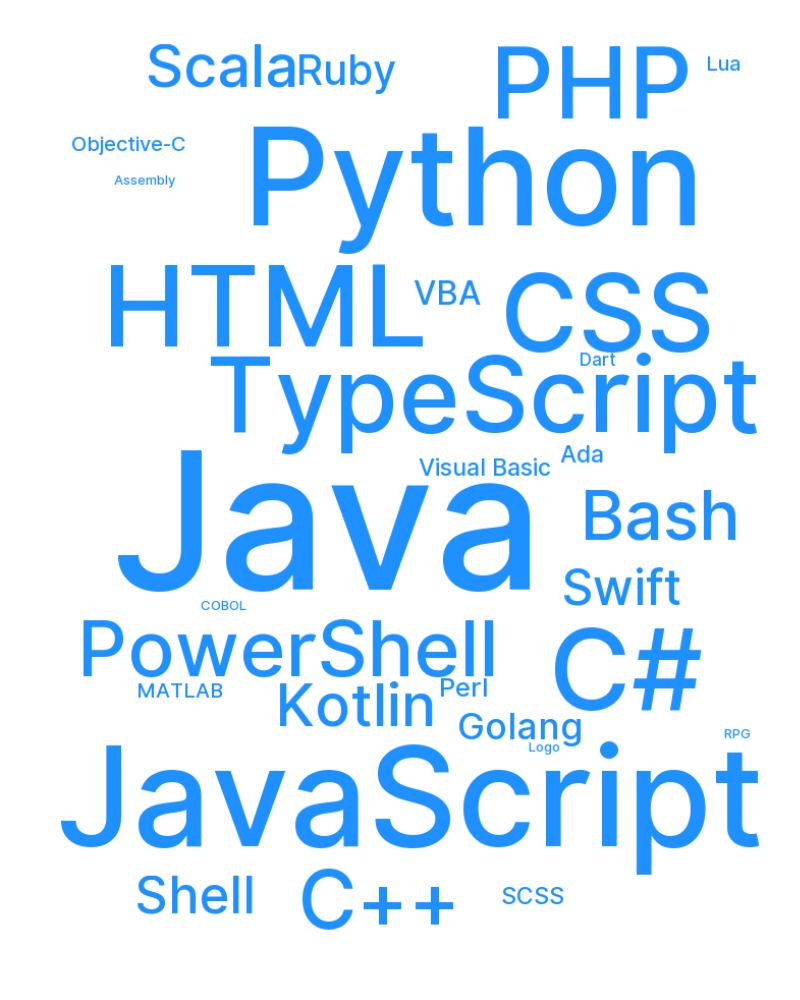 Scala Ruby PHP Lua
Objective-C
Python
Assembly
HTML VBA CSS
Dart
TypeScript
Ada
Visual Basic
Java
Bash
Swift
COBOL
PowerShell
C#
MATLAB Kotlin Perl
Golang
RPG
Logo
JavaScript
Shell C++ SCSS